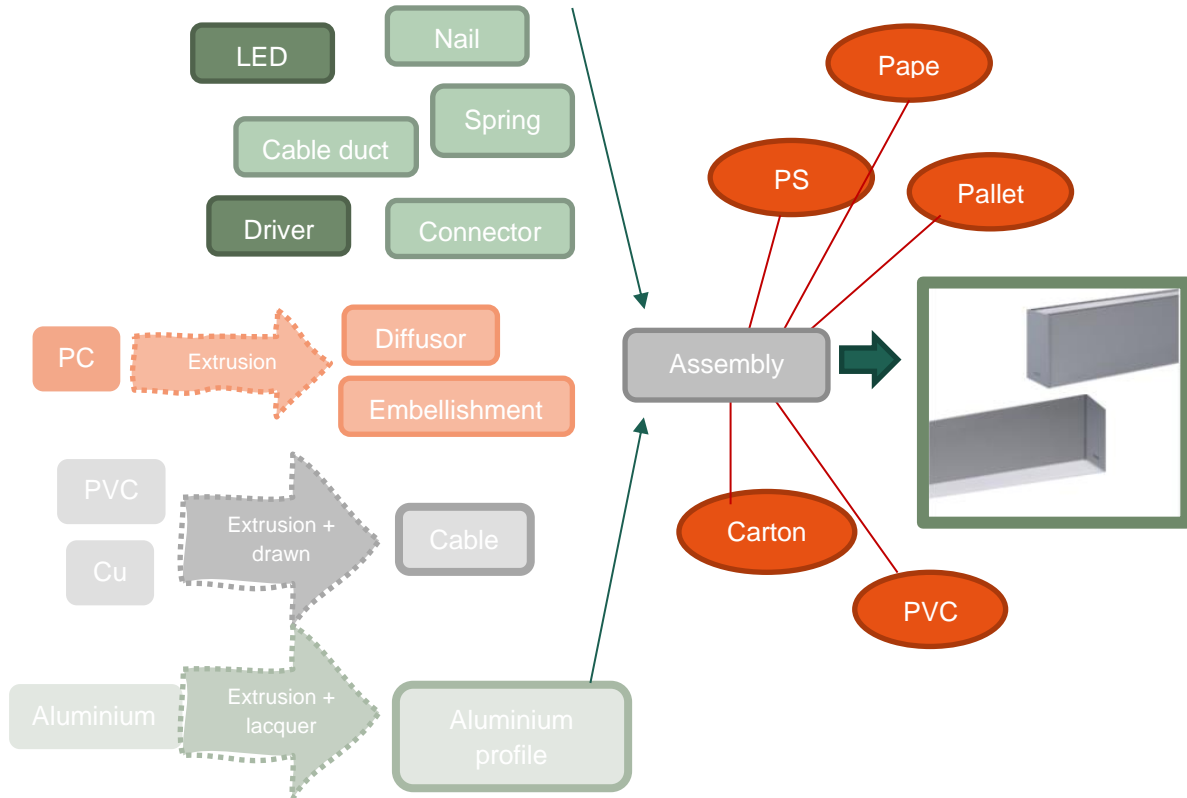 Nail
LED
Pape
Spring
Cable duct
PS
Pallet
Driver
Connector
Diffusor
PC
Extrusion
Assembly
Embellishment
PVC
Extrusion +
drawn
Cable
Carton
Cu
PVC
Extrusion +
lacquer
Aluminium
Aluminium
profile